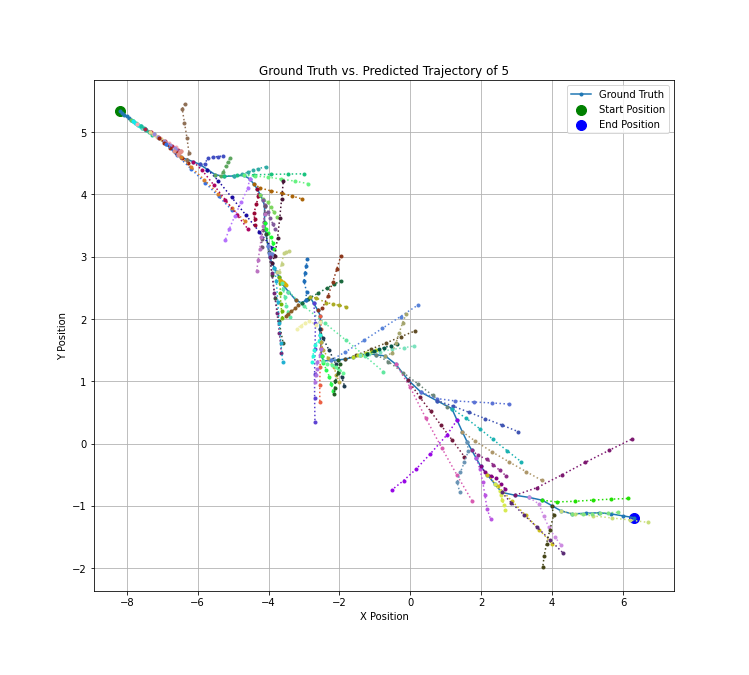 Ground Truth vs. Predicted Trajectory of 5
Ground Truth
Start Position
End Position
5
4
3
2
1
0
−1
−2
Y Position
−8
−6
−4
−2
0
2
4
6
X Position